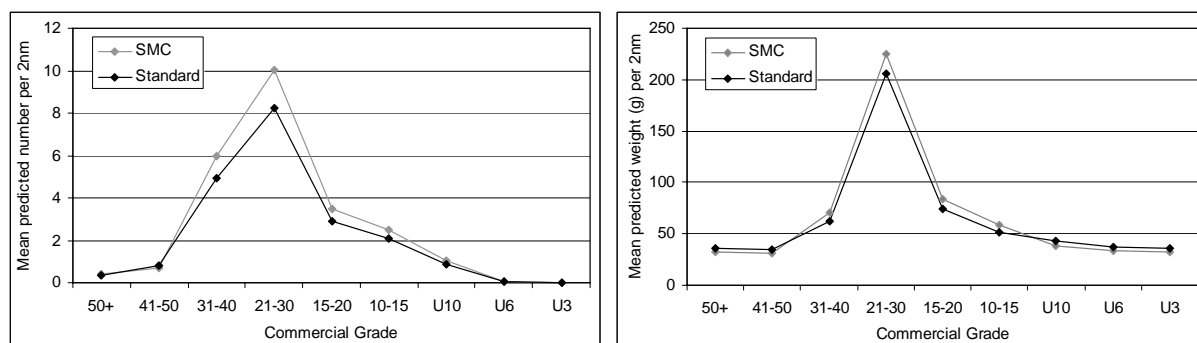 Mean predicted number per 2nm
12
10
8
6
4
2
0
SMC
Standard
50+ 41-50 31-40 21-30 15-20 10-15 U10 U6 U3
Commercial Grade
Mean predicted weight (g) per 2nm
250
200
150
100
50
0
SMC
Standard
50+ 41-50 31-40 21-30 15-20 10-15 U10 U6 U3
Commercial Grade